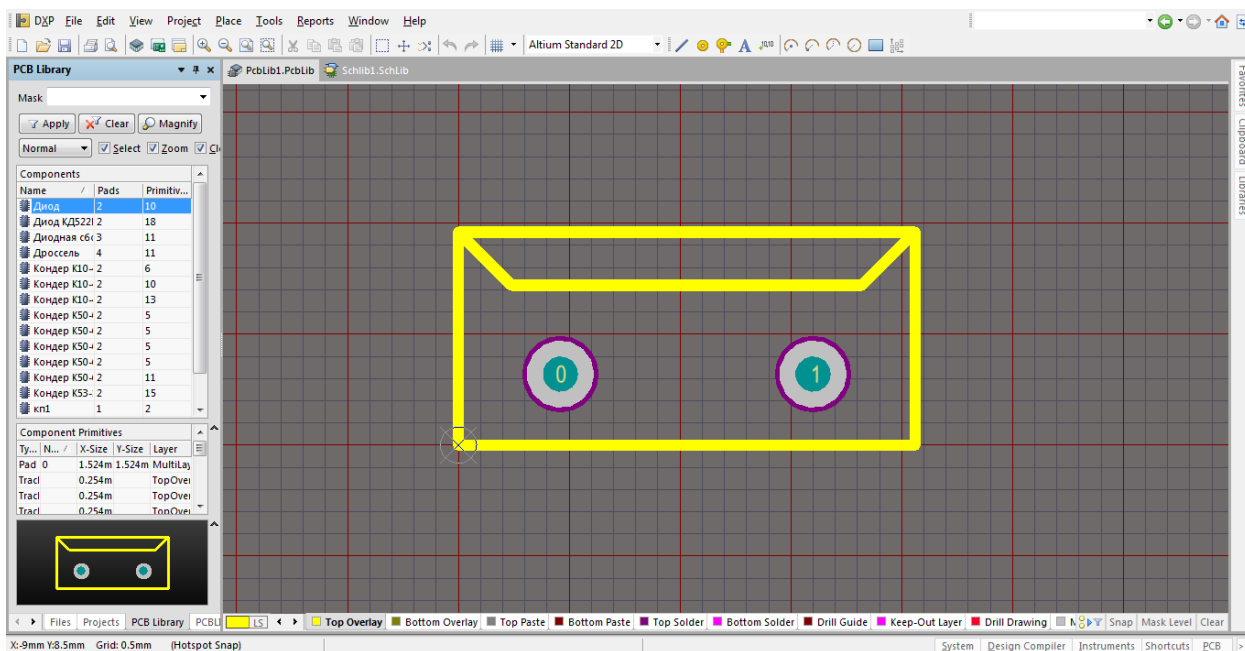 DXP File Edit View Project Place Tools Reports Window Help
Altium Standard 2D
PCB Library
PcbLib1.PcbLib Schlib1.SchLib
Mask
Apply Clear Magnify
Normal Select Zoom Cl
Components
Name Pads Primitiv...
Диод 2 10
Диод КД522 2 18
Диодная сб 3 11
Дроссель 4 11
Кондер К10- 2 6
Кондер К10- 2 10
Кондер К10- 2 13
Кондер К50- 2 5
Кондер К50- 2 5
Кондер К50- 2 5
Кондер К50- 2 5
Кондер К50- 2 11
Кондер К53- 2 15
кп1 1 2
Component Primitives
Ty... N... X-Size Y-Size Layer
Pad 0 1.524m 1.524m MultiLay
Tracl 0.254m TopOver
Tracl 0.254m TopOver
Tracl 0.254m TopOver
0 1
Favorites
Clipboard
Libraries
Files Projects PCB Library PCBL
LS Top Overlay Bottom Overlay Top Paste Bottom Paste Top Solder Bottom Solder Drill Guide Keep-Out Layer Drill Drawing Snap Mask Level Clear
X:-9mm Y:8.5mm Grid: 0.5mm (Hotspot Snap)
System Design Compiler Instruments Shortcuts PCB >